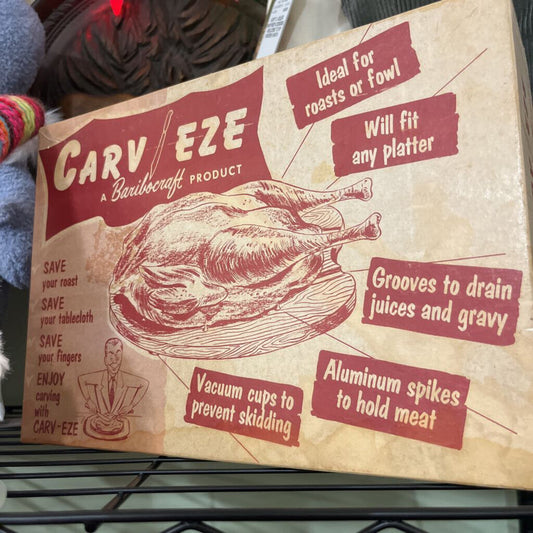 CARV EZE
A Baribocraft PRODUCT
Ideal for
roasts or fowl
Will fit
any platter
SAVE
your roast
SAVE
your tablecloth
SAVE
your fingers
ENJOY
carving
with
CARV-EZE
Grooves to drain
juices and gravy
Aluminum spikes
to hold meat
Vacuum cups to
prevent skidding